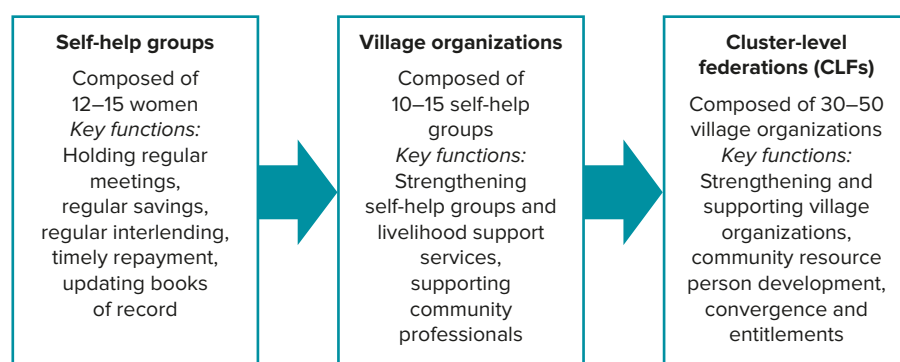 Self-help groups
Composed of
12–15 women
Key functions:
Holding regular
meetings,
regular savings,
regular interlending,
timely repayment,
updating books
of record
Village organizations
Composed of
10–15 self-help
groups
Key functions:
Strengthening
self-help groups and
livelihood support
services,
supporting
community
professionals
Cluster-level
federations (CLFs)
Composed of 30–50
village organizations
Key functions:
Strengthening and
supporting village
organizations,
community resource
person development,
convergence and
entitlements